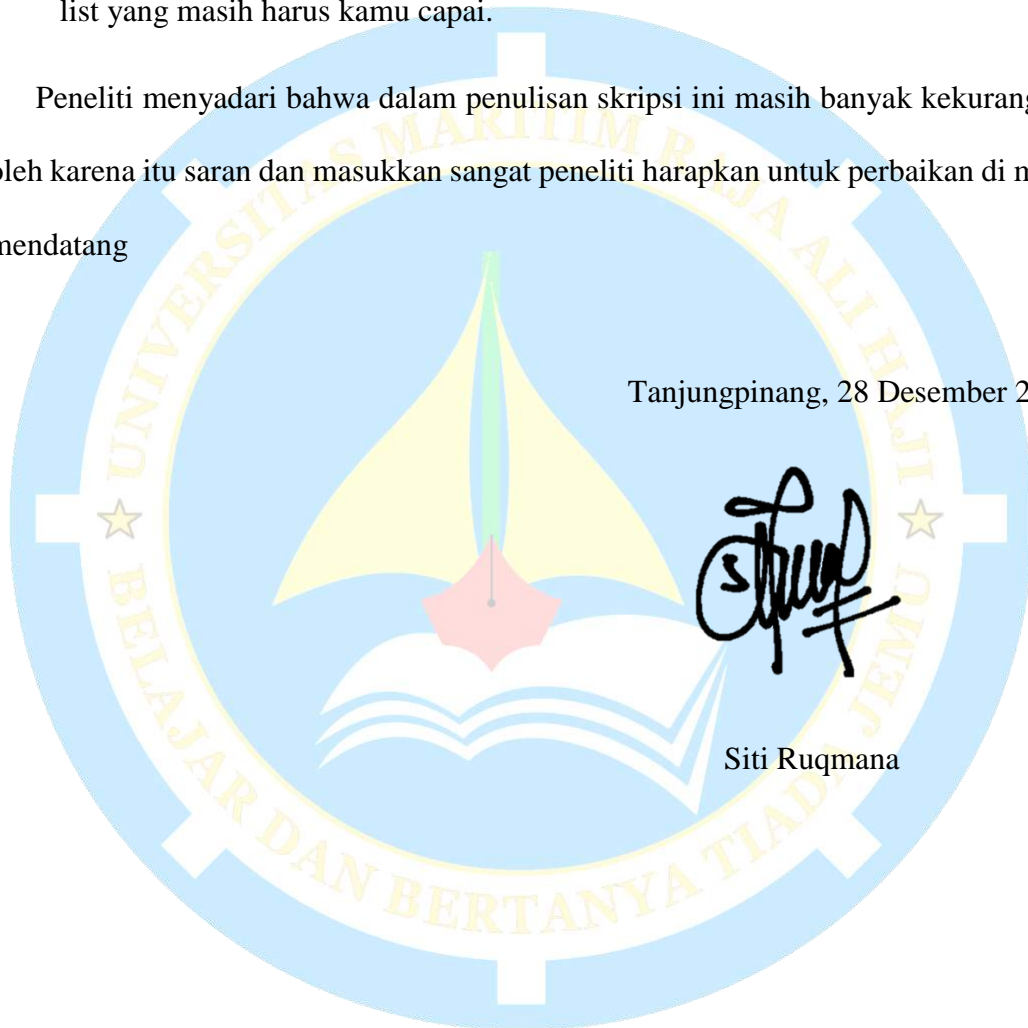 list yang masih harus kamu capai.
Peneliti menyadari bahwa dalam penulisan skripsi ini masih banyak kekurang
oleh karena itu saran dan masukkan sangat peneliti harapkan untuk perbaikan di m
mendatang
Tanjungpinang, 28 Desember 2
Siti Ruqmana
UNIVERSITAS MARITIM RAJA ALI HAJI
BELAJAR DAN BERTANYA TIADA JEMU